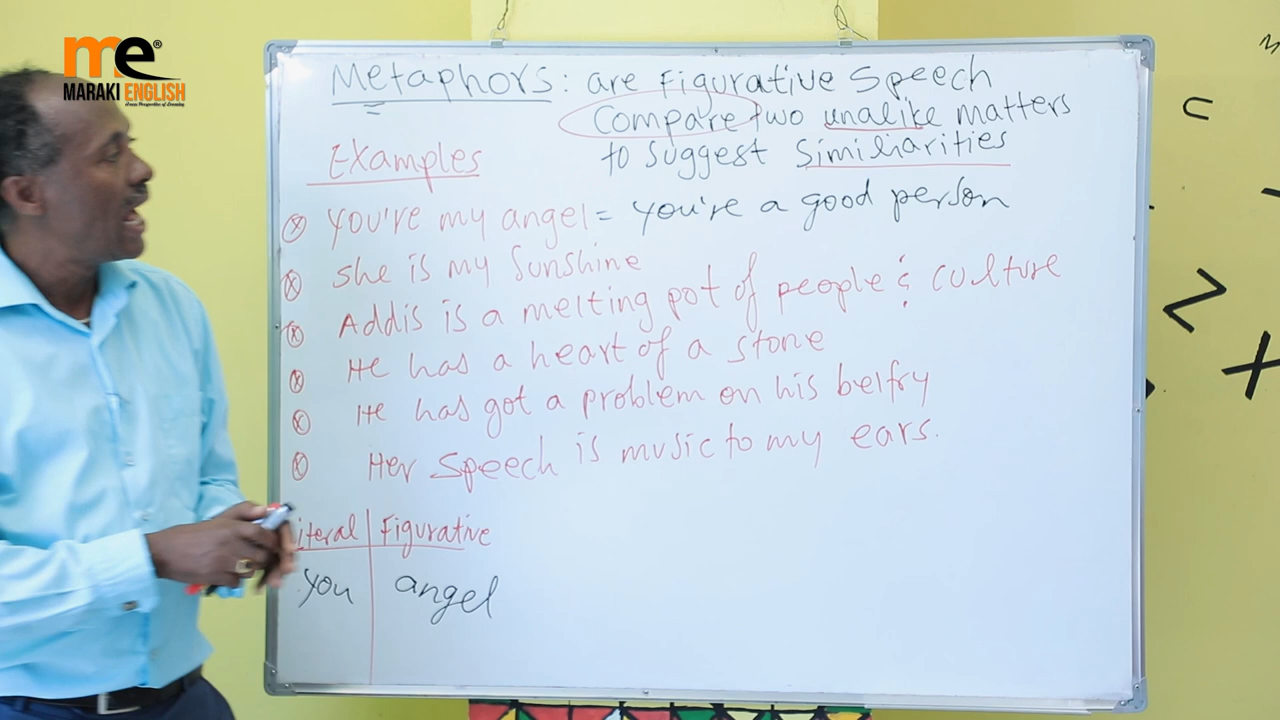 me®
MARAKI ENGLISH
Metaphors: are Figurative Speech
Compare two unalike matters
to suggest Similiarities
Examples
You're my angel = you're a good person
She is my Sunshine
Addis is a melting pot of people & culture
He has a heart of a stone
He has got a problem on his belfry
Her speech is music to my ears.
iteral Figurative
You angel
C
Z
X